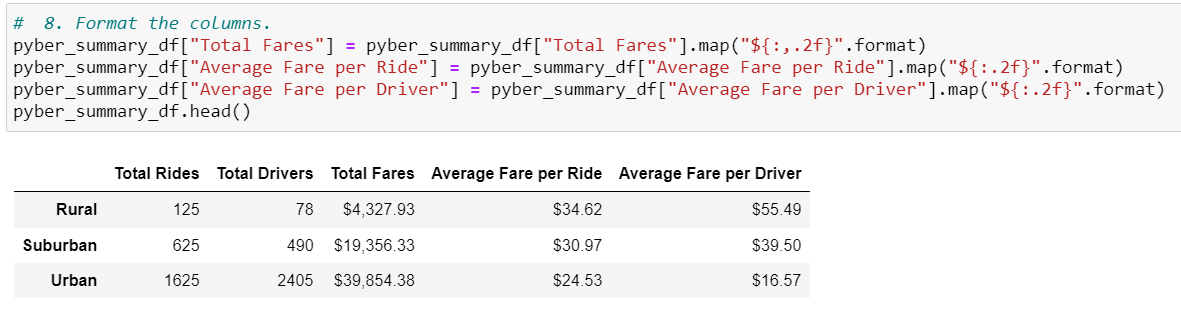 #  8. Format the columns.
pyber_summary_df["Total Fares"] = pyber_summary_df["Total Fares"].map("${:,.2f}".format)
pyber_summary_df["Average Fare per Ride"] = pyber_summary_df["Average Fare per Ride"].map("${:.2f}".format)
pyber_summary_df["Average Fare per Driver"] = pyber_summary_df["Average Fare per Driver"].map("${:.2f}".format)
pyber_summary_df.head()
Total Rides Total Drivers Total Fares Average Fare per Ride Average Fare per Driver
Rural 125 78 $4,327.93 $34.62 $55.49
Suburban 625 490 $19,356.33 $30.97 $39.50
Urban 1625 2405 $39,854.38 $24.53 $16.57